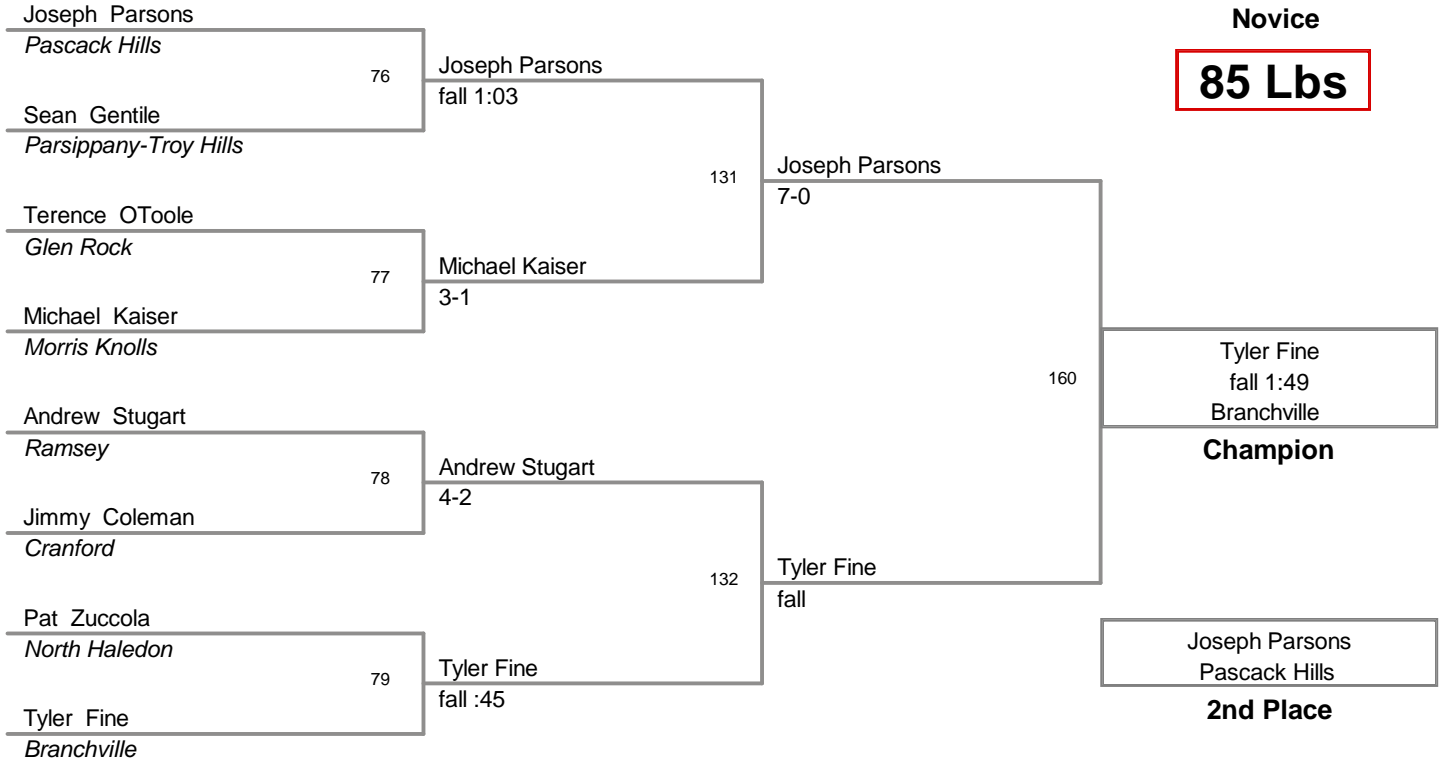 Joseph Parsons
Pascack Hills
76
Sean Gentile
Parsippany-Troy Hills
Joseph Parsons
fall 1:03
Terence OToole
Glen Rock
77
Michael Kaiser
Morris Knolls
Michael Kaiser
3-1
131
Joseph Parsons
7-0
Andrew Stugart
Ramsey
78
Jimmy Coleman
Cranford
Andrew Stugart
4-2
Pat Zuccola
North Haledon
79
Tyler Fine
Branchville
Tyler Fine
fall :45
132
Tyler Fine
fall
160
Novice
85 Lbs
Tyler Fine
fall 1:49
Branchville
Champion
Joseph Parsons
Pascack Hills
2nd Place